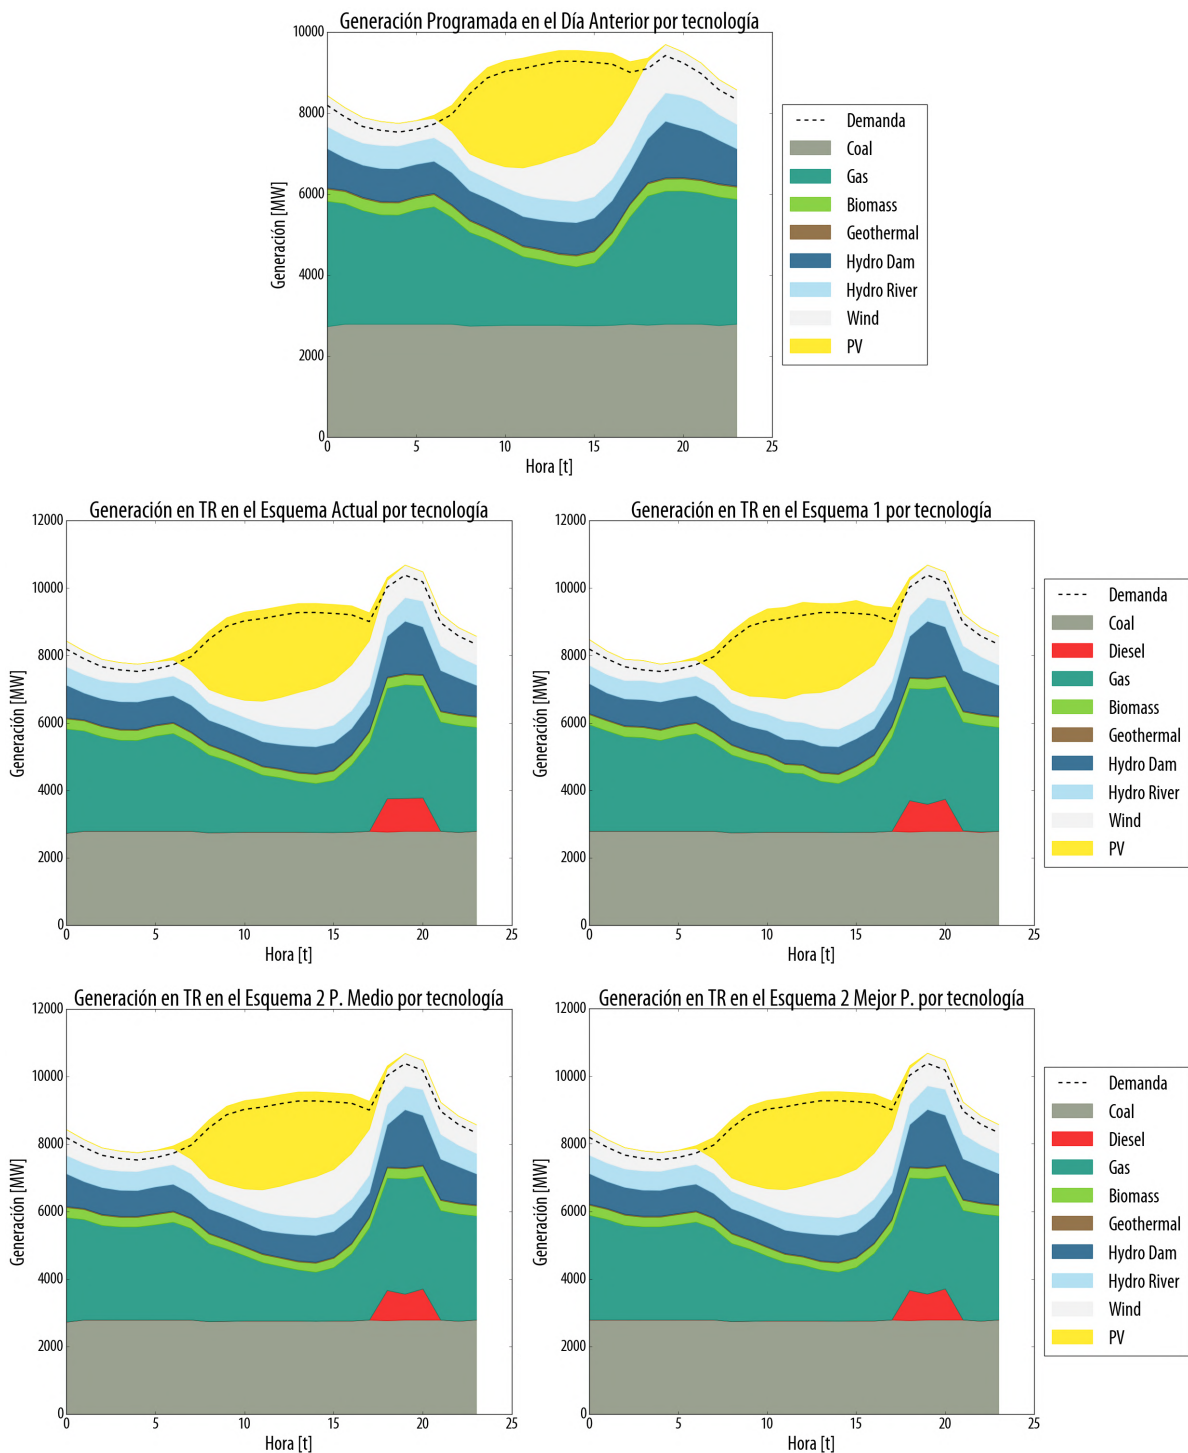 Generación Programada en el Día Anterior por tecnología
10000
8000
6000
4000
2000
0
Generación [MW]
0 5 10 15 20 25
Hora [t]
Demanda
Coal
Gas
Biomass
Geothermal
Hydro Dam
Hydro River
Wind
PV
Generación en TR en el Esquema Actual por tecnología
12000
10000
8000
6000
4000
2000
0
Generación [MW]
0 5 10 15 20 25
Hora [t]
Generación en TR en el Esquema 1 por tecnología
12000
10000
8000
6000
4000
2000
0
Generación [MW]
0 5 10 15 20 25
Hora [t]
Demanda
Coal
Diesel
Gas
Biomass
Geothermal
Hydro Dam
Hydro River
Wind
PV
Generación en TR en el Esquema 2 P. Medio por tecnología
12000
10000
8000
6000
4000
2000
0
Generación [MW]
0 5 10 15 20 25
Hora [t]
Generación en TR en el Esquema 2 Mejor P. por tecnología
12000
10000
8000
6000
4000
2000
0
Generación [MW]
0 5 10 15 20 25
Hora [t]
Demanda
Coal
Diesel
Gas
Biomass
Geothermal
Hydro Dam
Hydro River
Wind
PV